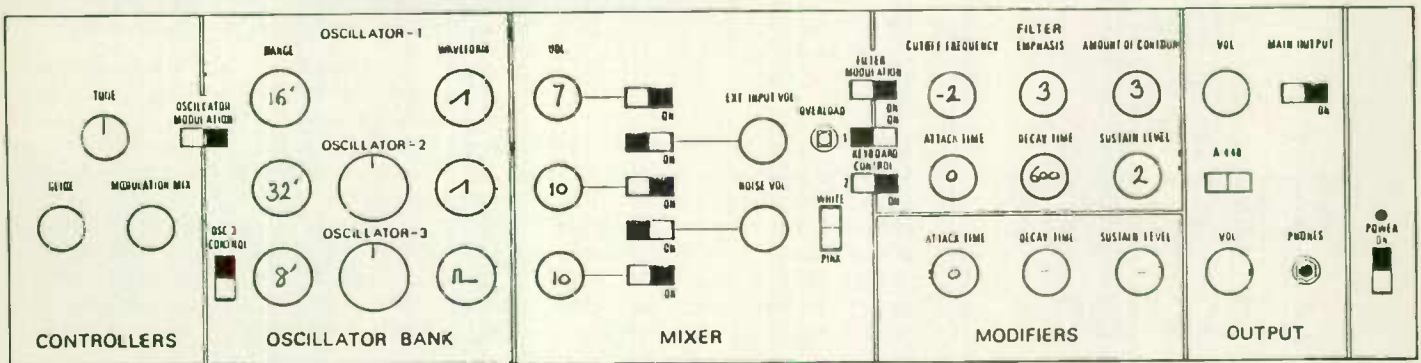 CONTROLLERS
TUNE
GLIDE MODULATION MIX
OSCILLATOR
MODULATION
OSC 3
CONTROL
OSCILLATOR BANK
OSCILLATOR-1
RANGE WAVEFORM
16'
OSCILLATOR-2
32'
OSCILLATOR-3
8'
MIXER
VOL
7
ON
EXT INPUT VOL
ON
10
ON
NOISE VOL
ON
10
ON
OVERLOAD
WHITE
PINK
FILTER
MODULATION
ON
ON
1
KEYBOARD
CONTROL
2
ON
MODIFIERS
FILTER
CUTOFF FREQUENCY EMPHASIS AMOUNT OF CONTOUR
-2 3 3
ATTACK TIME DECAY TIME SUSTAIN LEVEL
0 600 2
ATTACK TIME DECAY TIME SUSTAIN LEVEL
0 - -
OUTPUT
VOL MAIN OUTPUT
ON
A-440
VOL PHONES
POWER
ON